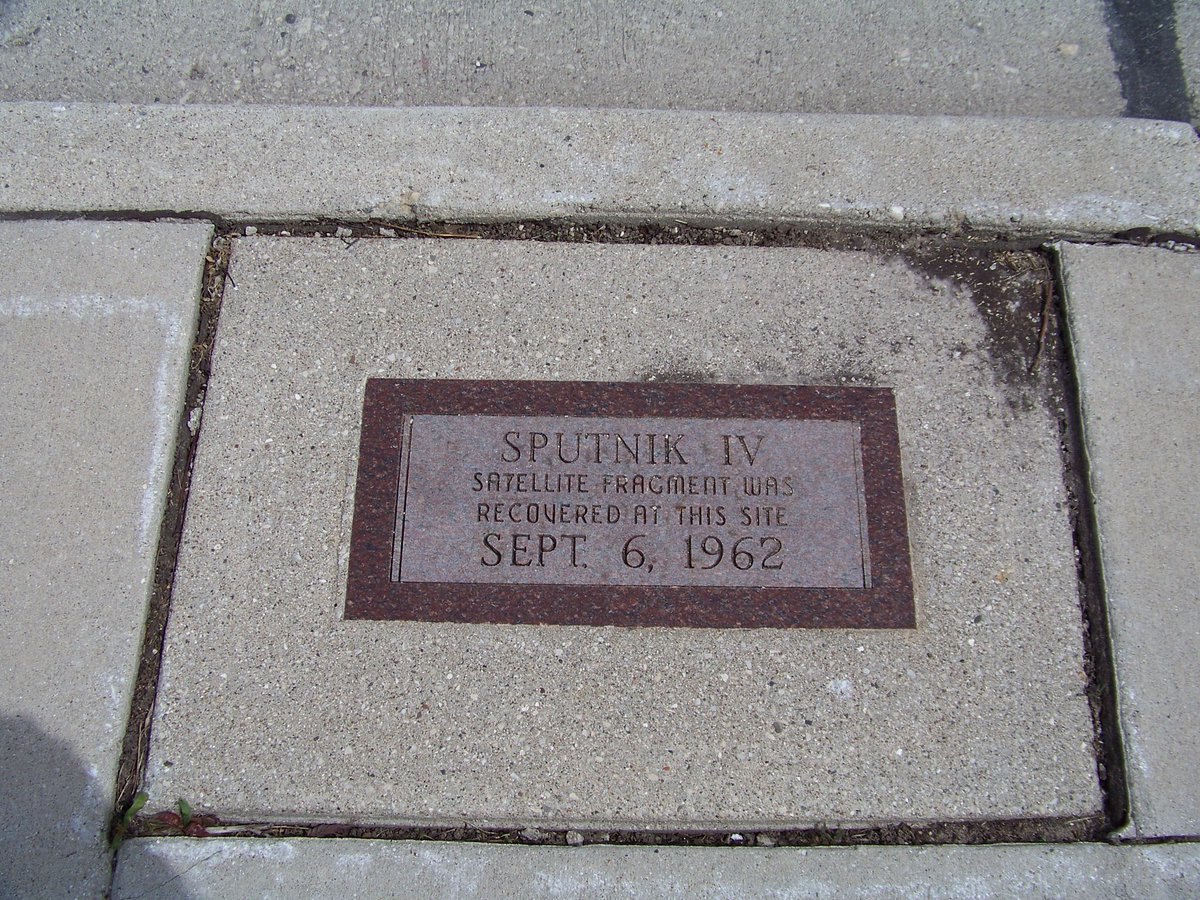 SPUTNIK IV
SATELLITE FRAGMENT WAS
RECOVERED AT THIS SITE
SEPT. 6, 1962